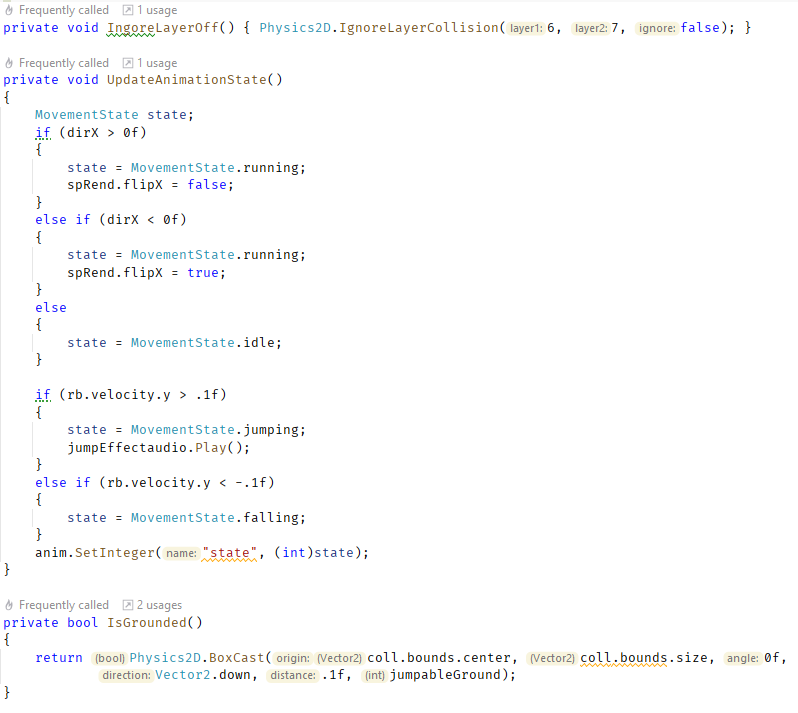 Frequently called 1 usage
private void IngoreLayerOff() { Physics2D.IgnoreLayerCollision( layer1: 6, layer2: 7, ignore: false); }
Frequently called 1 usage
private void UpdateAnimationState()
{
MovementState state;
if (dirX > 0f)
{
state = MovementState.running;
spRend.flipX = false;
}
else if (dirX < 0f)
{
state = MovementState.running;
spRend.flipX = true;
}
else
{
state = MovementState.idle;
}
if (rb.velocity.y > .1f)
{
state = MovementState.jumping;
jumpEffectaudio.Play();
}
else if (rb.velocity.y < -.1f)
{
state = MovementState.falling;
}
anim.SetInteger( name: "state", (int)state);
}
Frequently called 2 usages
private bool IsGrounded()
{
return (bool) Physics2D.BoxCast( origin: (Vector2) coll.bounds.center, (Vector2) coll.bounds.size, angle: 0f,
direction: Vector2.down, distance: .1f, (int) jumpableGround);
}